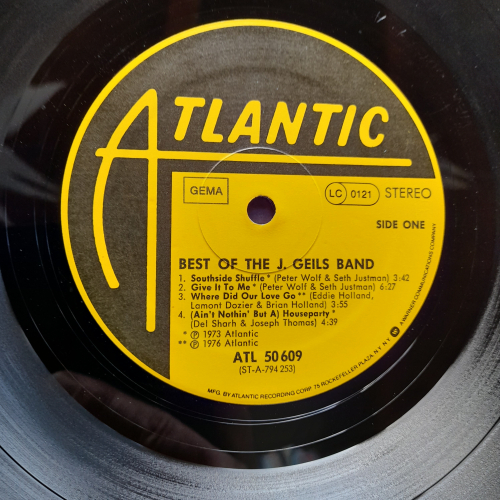 ATLANTIC
GEMA
LC 0121 STEREO
SIDE ONE
BEST OF THE J. GEILS BAND
1. Southside Shuffle* (Peter Wolf & Seth Justman) 3:42
2. Give It To Me* (Peter Wolf & Seth Justman) 6:27
3. Where Did Our Love Go** (Eddie Holland,
Lomont Dozier & Brian Holland) 3:55
4. (Ain't Nothin' But A) Houseparty*
(Del Sharh & Joseph Thomas) 4:39
* Ⓟ 1973 Atlantic
** Ⓟ 1976 Atlantic
ATL 50 609
(ST-A-794 253)
MFG. BY ATLANTIC RECORDING CORP. 75 ROCKEFELLER PLAZA, N.Y. N.Y.
A WARNER COMMUNICATIONS COMPANY